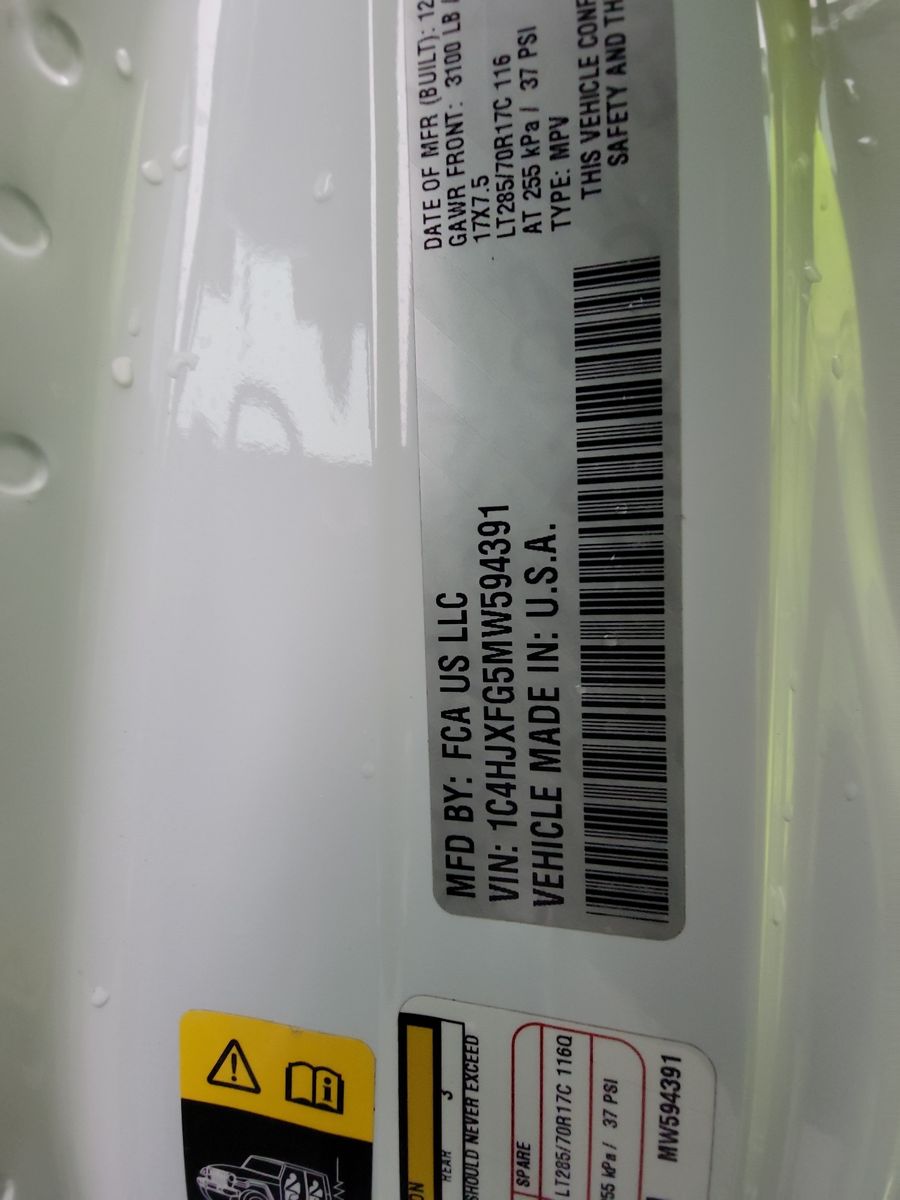 MFD BY: FCA US LLC
VIN: 1C4HJXFG5MW594391
VEHICLE MADE IN: U.S.A.
DATE OF MFR (BUILT): 12
GAWR FRONT: 3100 LB
17X7.5
LT285/70R17C 116
AT 255 kPa / 37 PSI
TYPE: MPV
THIS VEHICLE CONF
SAFETY AND TH
ON
REAR 3
SHOULD NEVER EXCEED
SPARE
LT285/70R17C 116Q
55 kPa / 37 PSI
MW594391